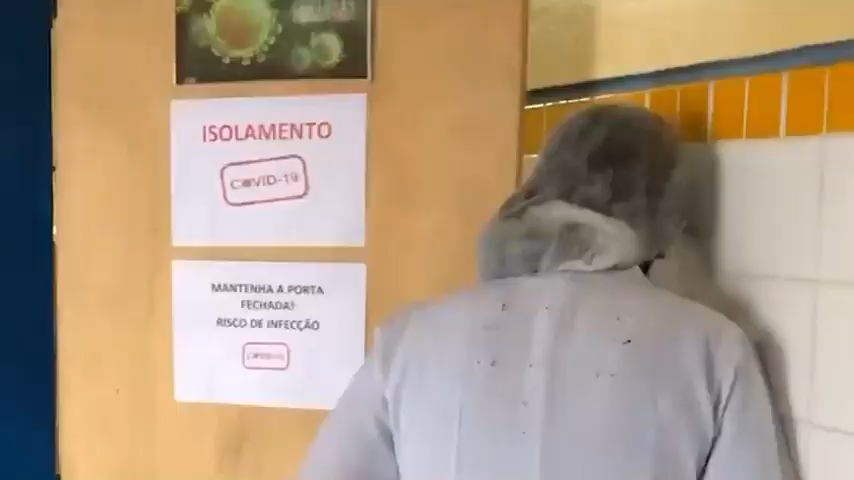 ISOLAMENTO
COVID-19
MANTENHA A PORTA
FECHADA!
RISCO DE INFECÇÃO